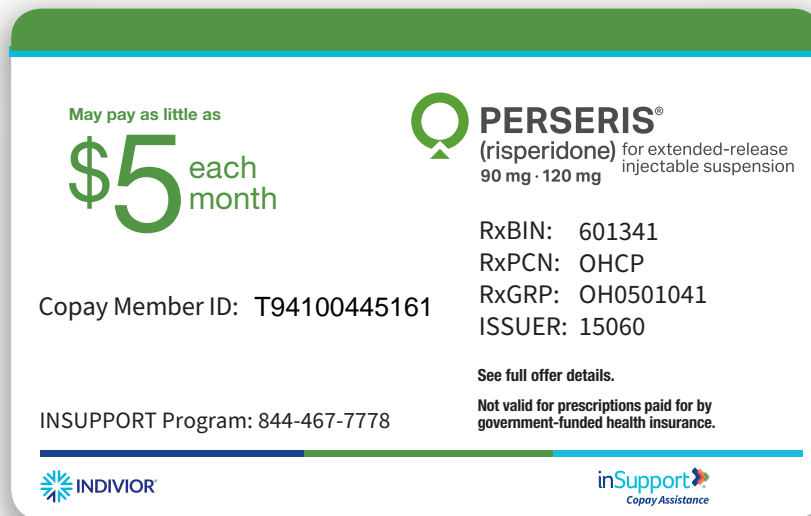 May pay as little as
$5 each month
PERSERIS®
(risperidone) for extended-release injectable suspension
90 mg · 120 mg
RxBIN: 601341
RxPCN: OHCP
RxGRP: OH0501041
ISSUER: 15060
Copay Member ID: T94100445161
See full offer details.
Not valid for prescriptions paid for by
government-funded health insurance.
INSUPPORT Program: 844-467-7778
INDIVIOR
inSupport
Copay Assistance